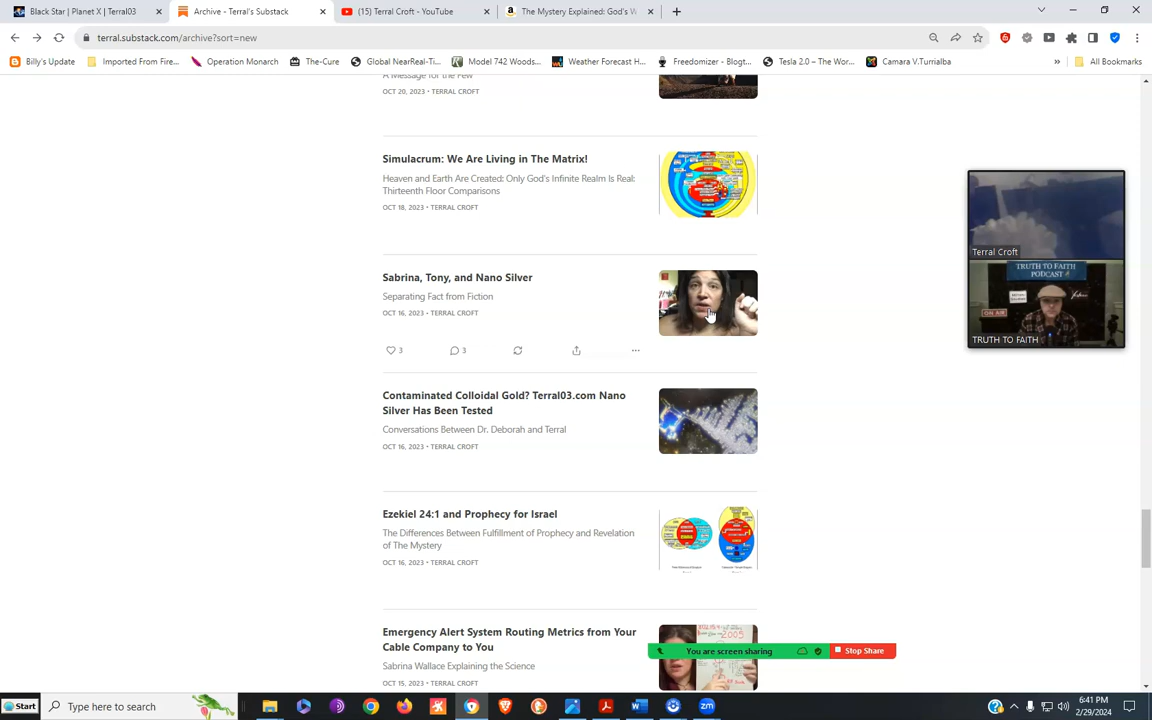 Black Star | Planet X | Terral03
Archive - Terral's Substack
(15) Terral Croft - YouTube
The Mystery Explained: God's W
terral.substack.com/archive?sort=new
Billy's Update
Imported From Fire...
Operation Monarch
The-Cure
Global NearReal-Ti...
Model 742 Woods...
Weather Forecast H...
Freedomizer - Blogt...
Tesla 2.0 – The Wor...
Camara V.Turrialba
»
All Bookmarks
A Message for the Few
OCT 20, 2023 • TERRAL CROFT
Simulacrum: We Are Living in The Matrix!
Heaven and Earth Are Created: Only God's Infinite Realm Is Real:
Thirteenth Floor Comparisons
OCT 18, 2023 • TERRAL CROFT
Terral Croft
TRUTH TO FAITH
PODCAST
ON AIR
TRUTH TO FAITH
Sabrina, Tony, and Nano Silver
Separating Fact from Fiction
OCT 16, 2023 • TERRAL CROFT
3
3
Contaminated Colloidal Gold? Terral03.com Nano
Silver Has Been Tested
Conversations Between Dr. Deborah and Terral
OCT 16, 2023 • TERRAL CROFT
Ezekiel 24:1 and Prophecy for Israel
The Differences Between Fulfillment of Prophecy and Revelation
of The Mystery
OCT 16, 2023 • TERRAL CROFT
Emergency Alert System Routing Metrics from Your
Cable Company to You
Sabrina Wallace Explaining the Science
OCT 15, 2023 • TERRAL CROFT
2005
You are screen sharing
Stop Share
Start
Type here to search
6:41 PM
2/29/2024